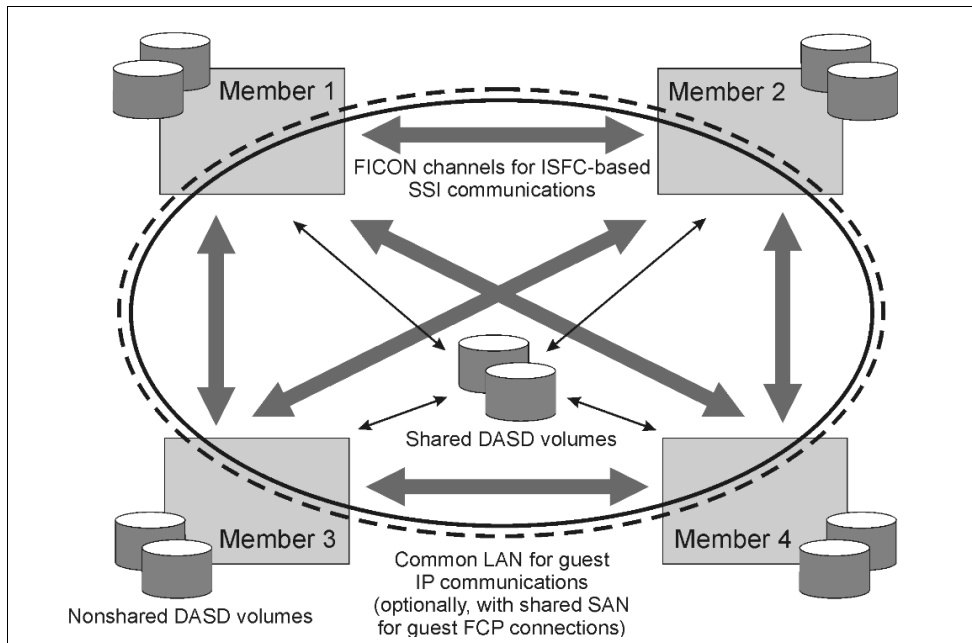 Member 1
Member 2
FICON channels for ISFC-based
SSI communications
Shared DASD volumes
Member 3
Member 4
Common LAN for guest
IP communications
(optionally, with shared SAN
for guest FCP connections)
Nonshared DASD volumes